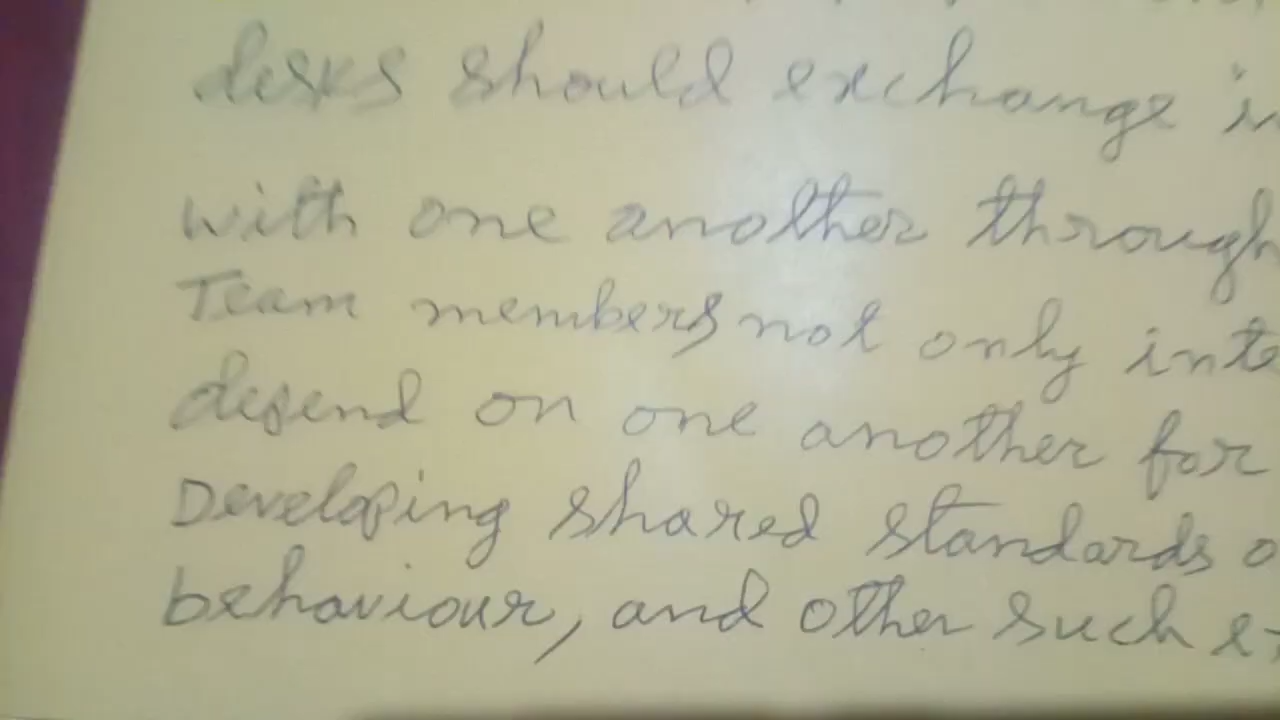 desks should exchange
with one another through
Team members not only
depend on one another for
Developing shared standards
behaviour, and other such